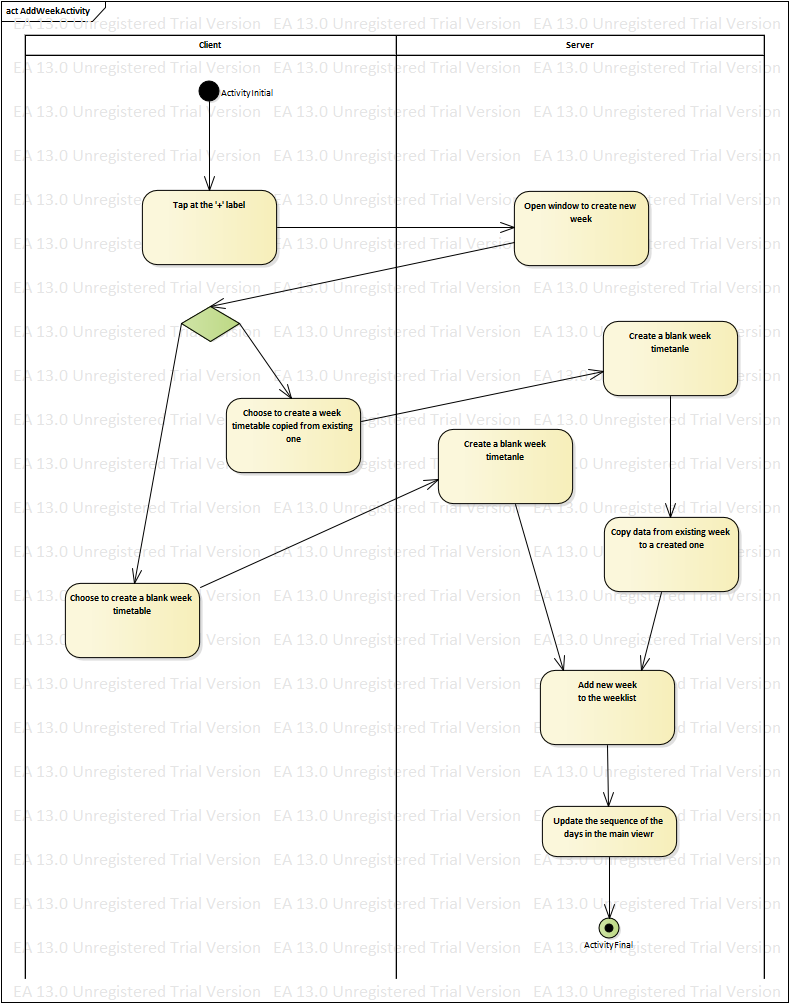 act AddWeekActivity
Client
Server
ActivityInitial
Tap at the '+' label
Open window to create new
week
Create a blank week
timetanle
Choose to create a week
timetable copied from existing
one
Create a blank week
timetanle
Copy data from existing week
to a created one
Choose to create a blank week
timetable
Add new week
to the weeklist
Update the sequence of the
days in the main viewr
ActivityFinal
EA 13.0 Unregistered Trial Version